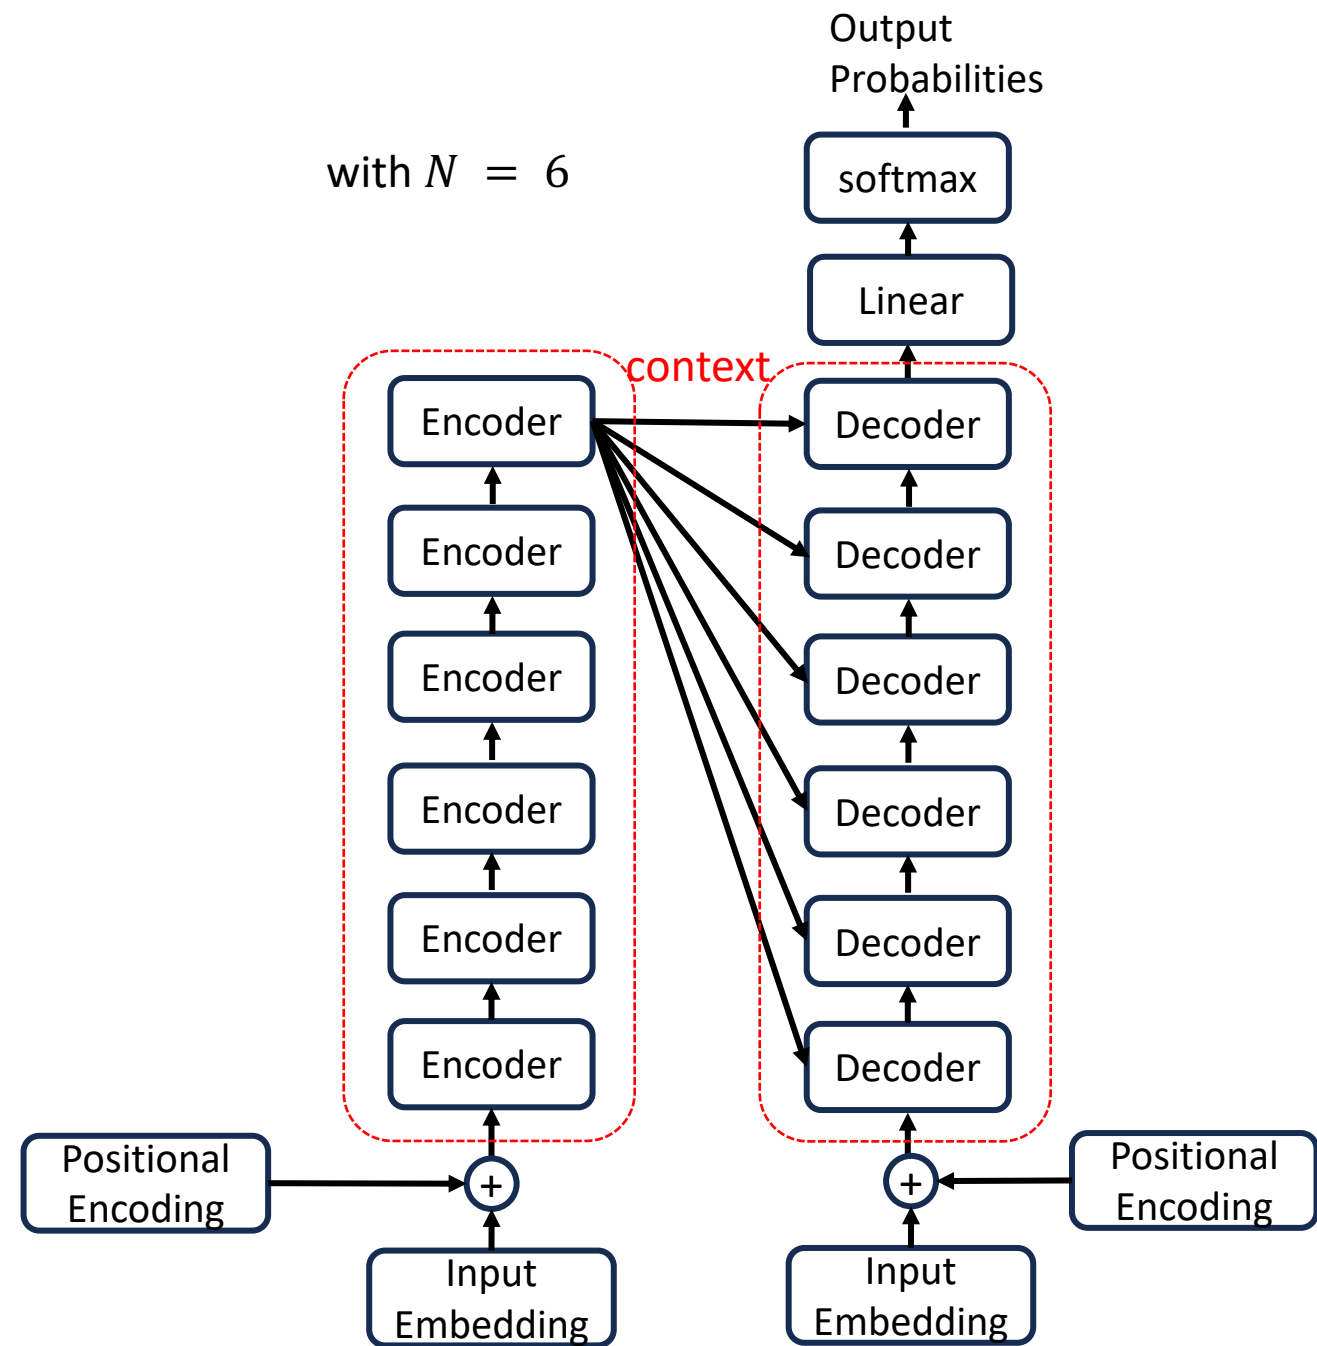 Output
Probabilities
with N = 6
softmax
Linear
context
Encoder
Decoder
Encoder
Decoder
Encoder
Decoder
Encoder
Decoder
Encoder
Decoder
Encoder
Decoder
Positional
Encoding
+
+
Positional
Encoding
Input
Embedding
Input
Embedding